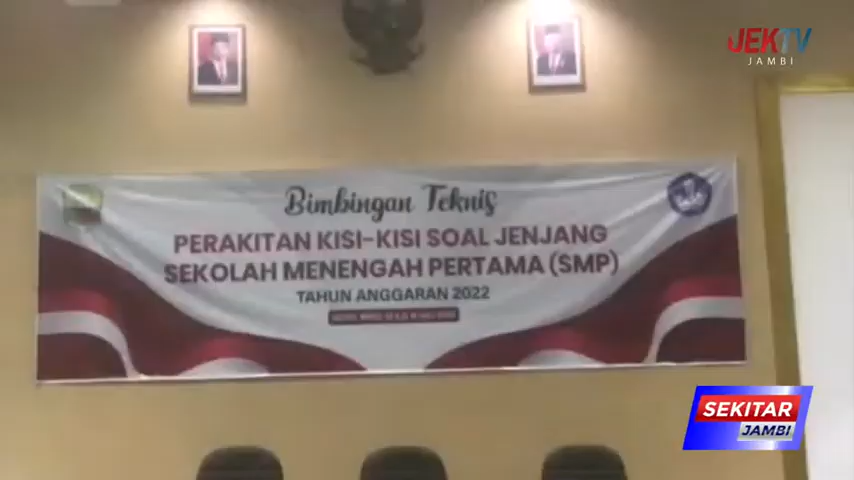 JEKTV
JAMBI
Bimbingan Teknis
PERAKITAN KISI-KISI SOAL JENJANG
SEKOLAH MENENGAH PERTAMA (SMP)
TAHUN ANGGARAN 2022
SEKITAR
JAMBI